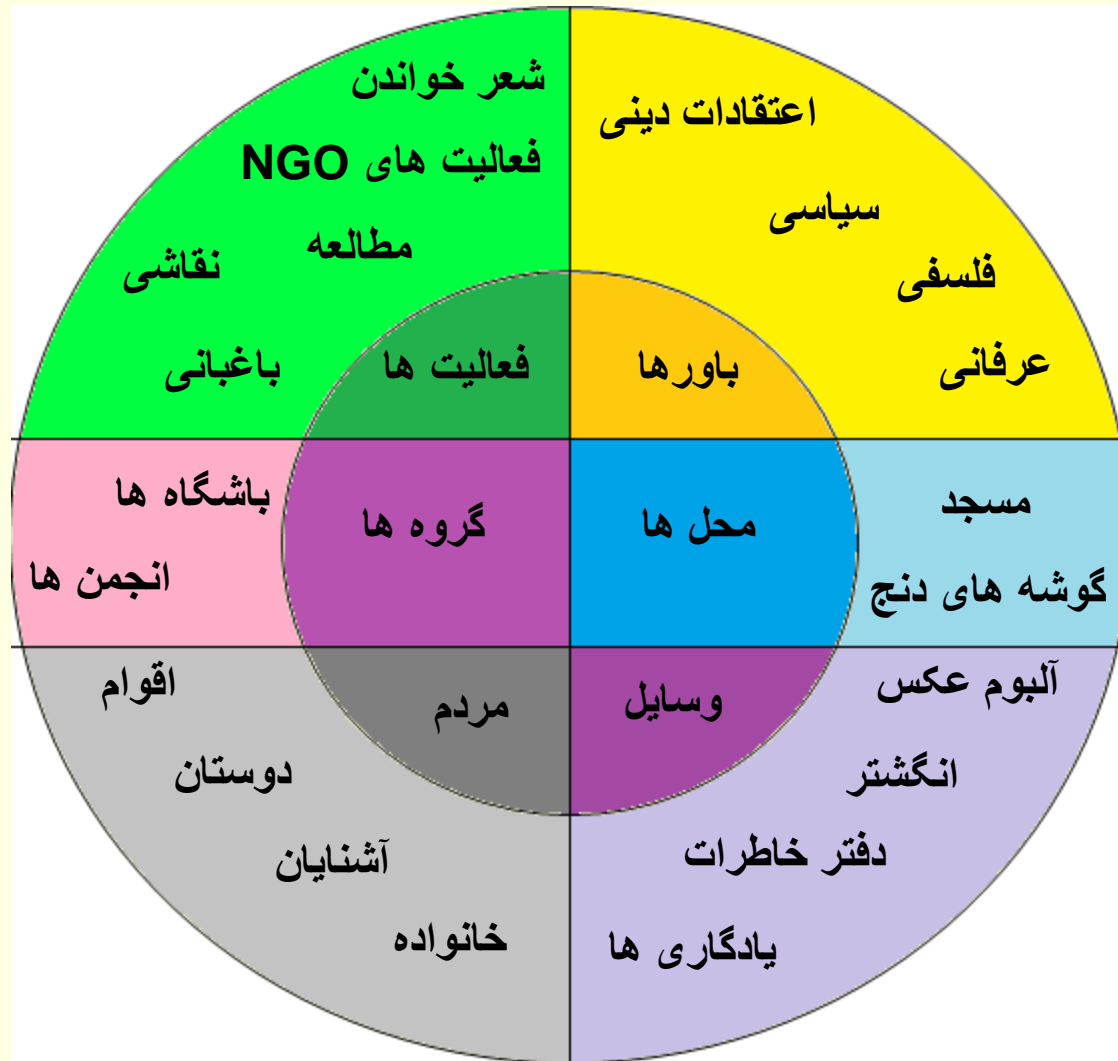 شعر خواندن
فعالیت های NGO
مطالعه
نقاشی
باغبانی
فعالیت ها
اعتقادات دینی
سیاسی
فلسفی
عرفانی
باورها
باشگاه ها
انجمن ها
گروه ها
محل ها
مسجد
گوشه های دنج
اقوام
دوستان
آشنایان
خانواده
مردم
وسایل
آلبوم عکس
انگشتر
دفتر خاطرات
یادگاری ها